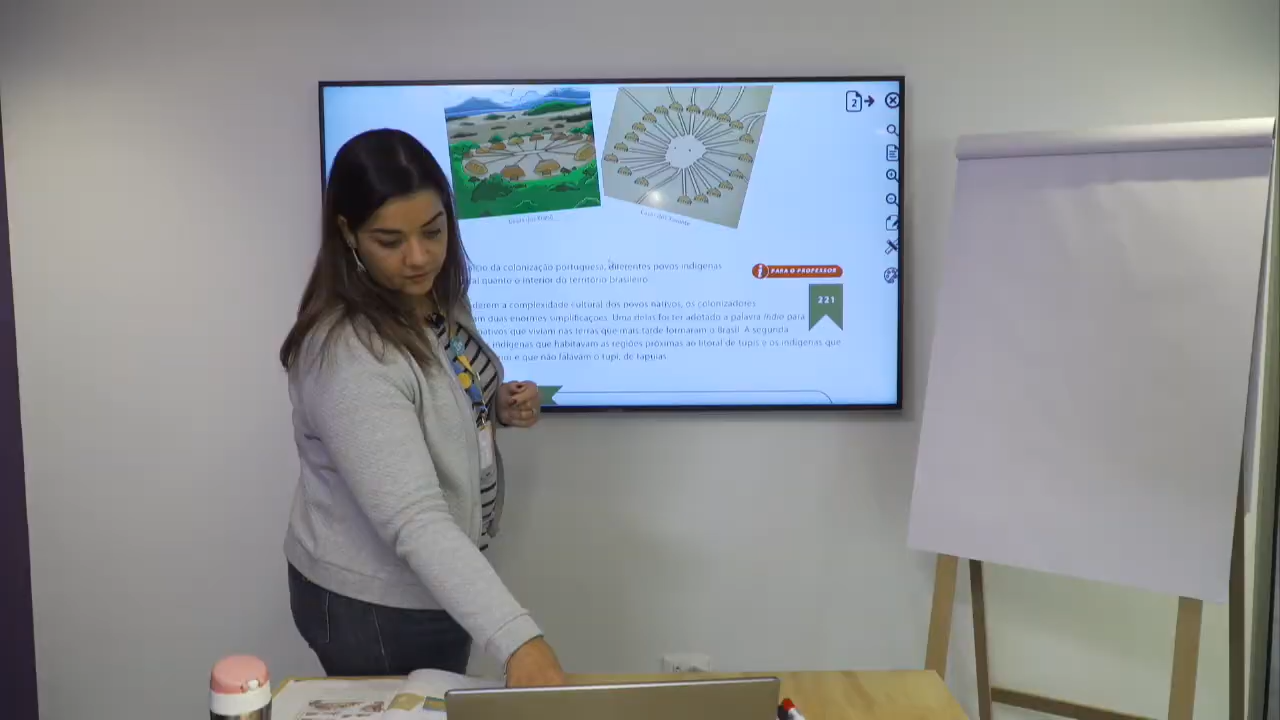 2
da colonização portuguesa, diferentes povos indígenas
quanto o interior do território brasileiro.
PARA O PROFESSOR
221
a complexidade cultural dos povos nativos, os colonizadores
duas enormes simplificações. Uma delas foi ter adotado a palavra índio para
nativos que viviam nas terras que mais tarde formaram o Brasil. A segunda
indígenas que habitavam as regiões próximas ao litoral de tupis e os indígenas que
e que não falavam o tupi, de tapuias.